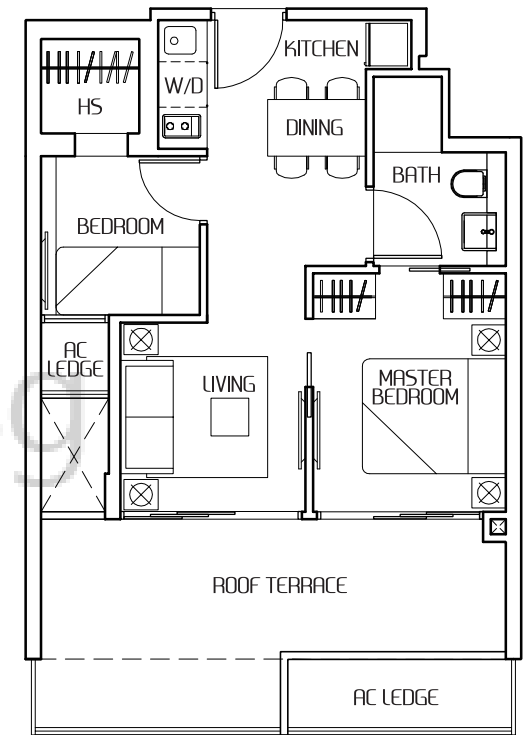 KITCHEN
W/D
HS
DINING
BATH
BEDROOM
AC
LEDGE
LIVING
MASTER
BEDROOM
g
ROOF TERRACE
AC LEDGE